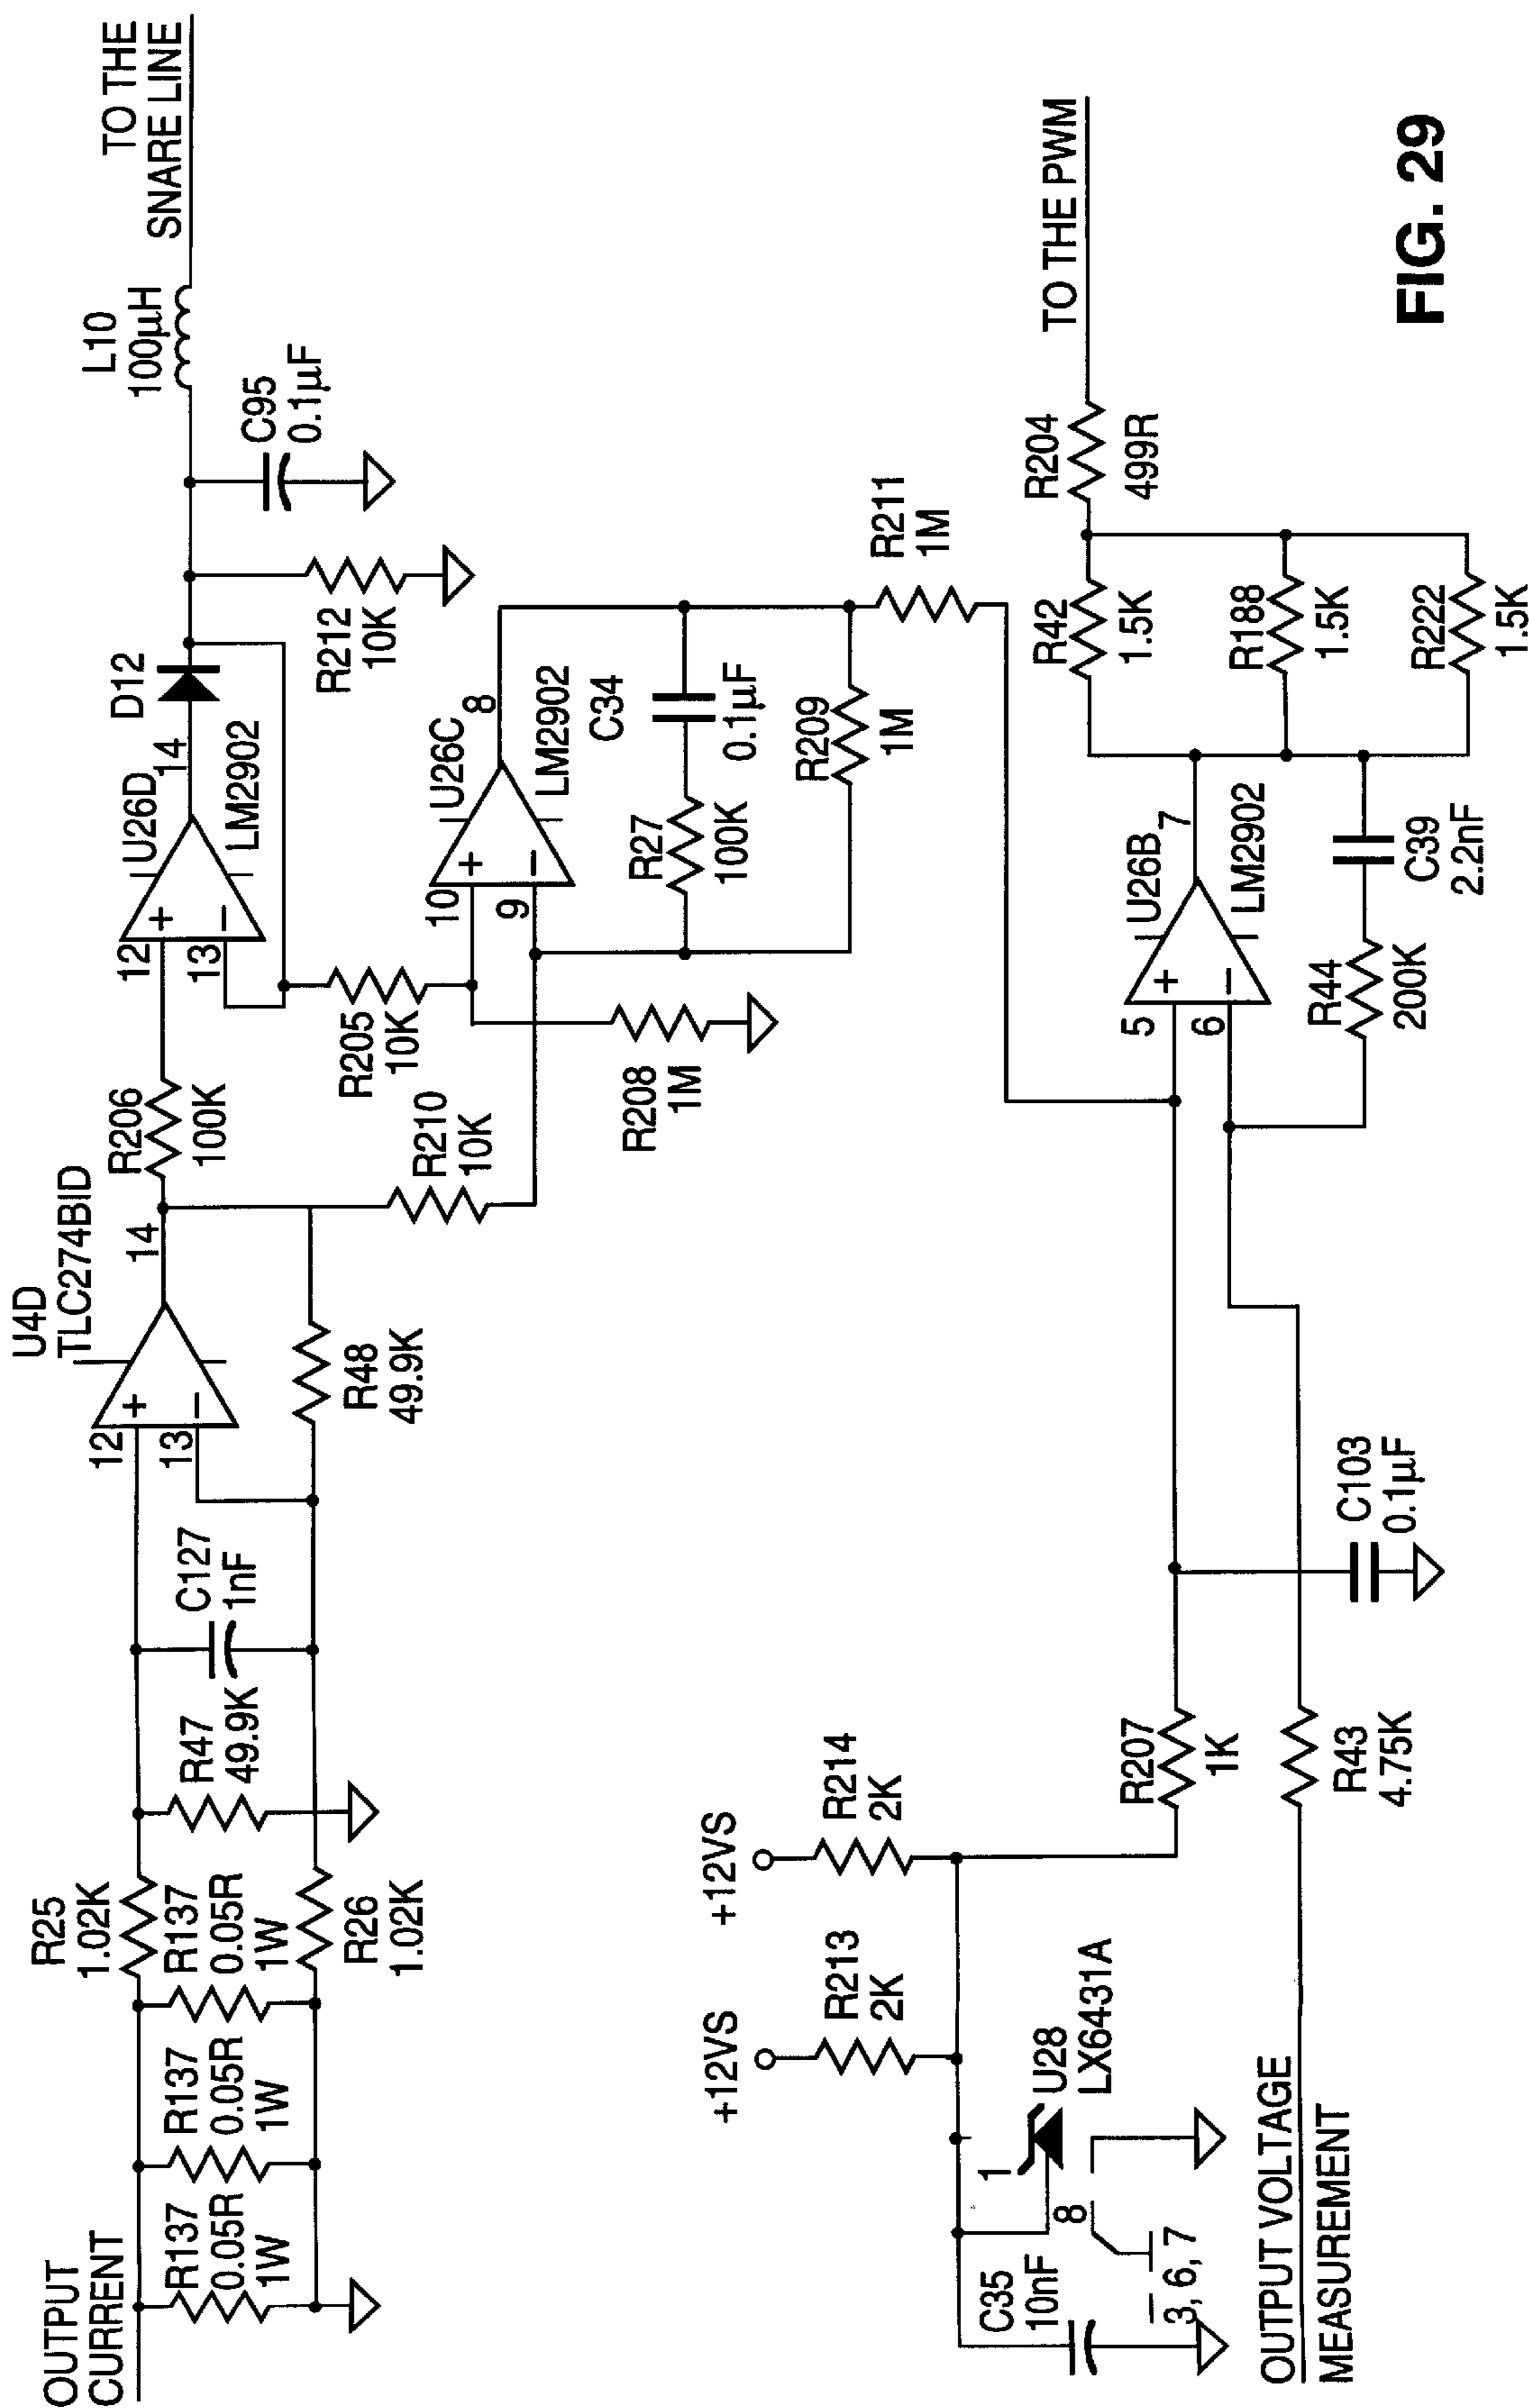 OUTPUT
CURRENT
R137
0.05R
1W
R137
0.05R
1W
R137
0.05R
1W
R25
1.02K
R26
1.02K
R47
49.9K
C127
1nF
12
+
13
−
U4D
TLC274BID
14
R48
49.9K
R206
100K
R210
10K
12
+
13
−
U26D
14
LM2902
D12
R212
10K
C95
0.1µF
L10
100µH
TO THE
SNARE LINE
R205
10K
R208
1M
10
+
9
−
U26C
8
LM2902
R27
100K
C34
0.1µF
R209
1M
R211
1M
+12VS
R213
2K
+12VS
R214
2K
C35
10nF
1
U28
LX6431A
8
3, 6, 7
R207
1K
OUTPUT VOLTAGE
MEASUREMENT
R43
4.75K
C103
0.1µF
5
+
6
−
U26B
7
LM2902
R44
200K
C39
2.2nF
R42
1.5K
R188
1.5K
R222
1.5K
R204
499R
TO THE PWM
FIG. 29